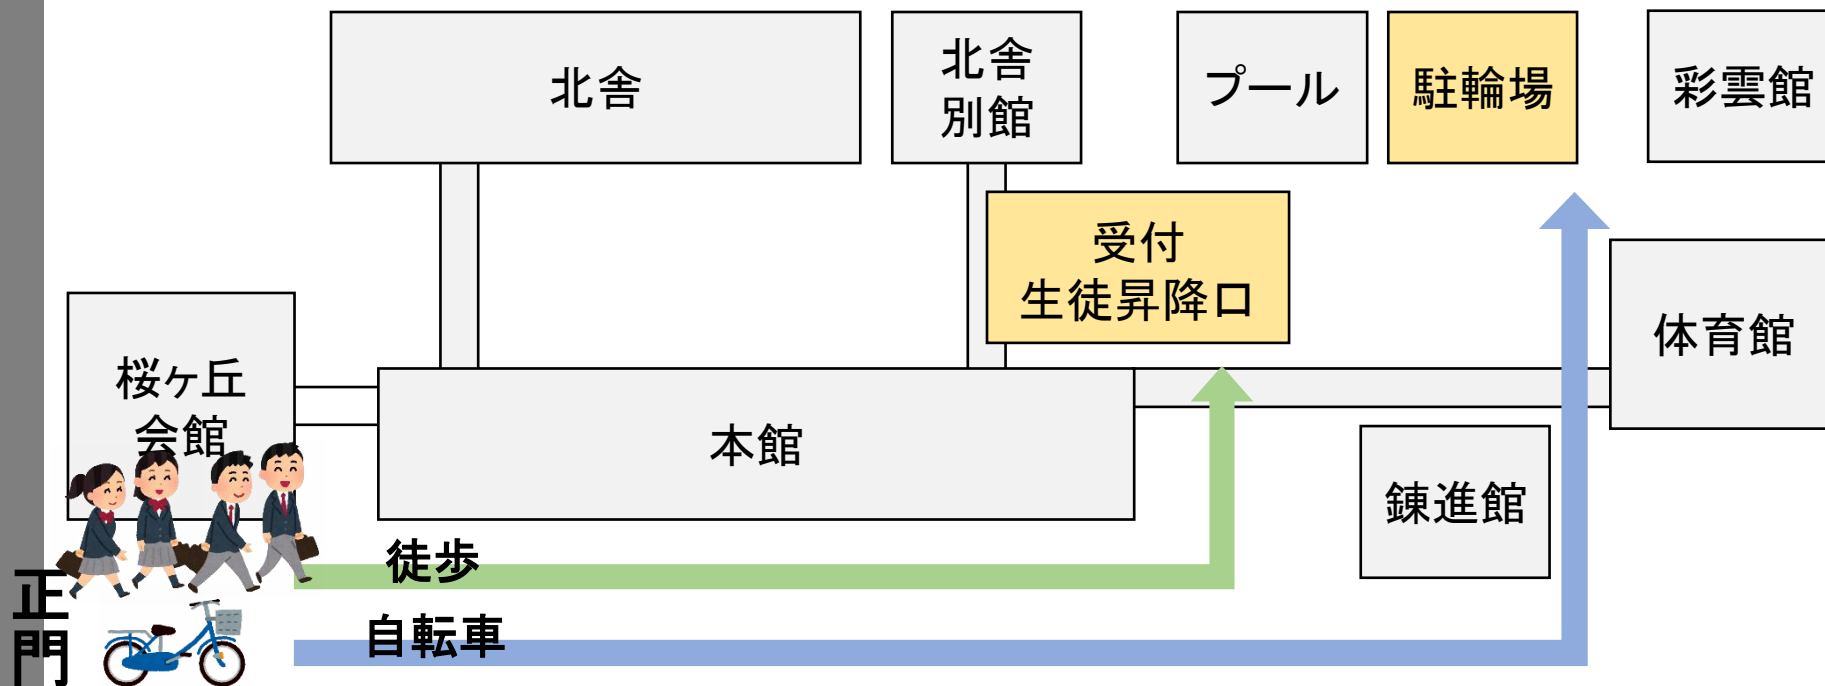 北舎
北舎
別館
プール
駐輪場
彩雲館
受付
生徒昇降口
体育館
桜ヶ丘
会館
本館
錬進館
徒歩
自転車
正門